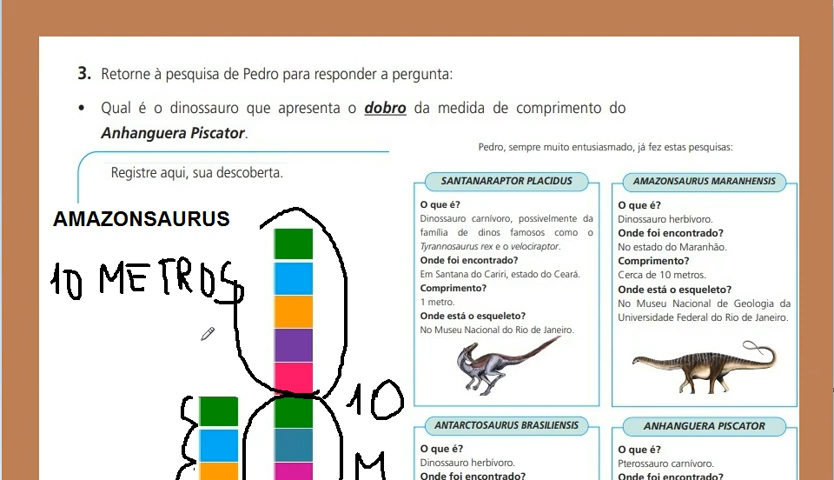 3. Retorne à pesquisa de Pedro para responder a pergunta:
• Qual é o dinossauro que apresenta o dobro da medida de comprimento do
Anhanguera Piscator.
Registre aqui, sua descoberta.
AMAZONSAURUS
10 METROS
10
M
Pedro, sempre muito entusiasmado, já fez estas pesquisas:
SANTANARAPTOR PLACIDUS
O que é?
Dinossauro carnívoro, possivelmente da
família de dinos famosos como o
Tyrannosaurus rex e o velociraptor.
Onde foi encontrado?
Em Santana do Cariri, estado do Ceará.
Comprimento?
1 metro.
Onde está o esqueleto?
No Museu Nacional do Rio de Janeiro.
AMAZONSAURUS MARANHENSIS
O que é?
Dinossauro herbívoro.
Onde foi encontrado?
No estado do Maranhão.
Comprimento?
Cerca de 10 metros.
Onde está o esqueleto?
No Museu Nacional de Geologia da
Universidade Federal do Rio de Janeiro.
ANTARCTOSAURUS BRASILIENSIS
O que é?
Dinossauro herbívoro.
Onde foi encontrado?
ANHANGUERA PISCATOR
O que é?
Pterossauro carnívoro.
Onde foi encontrado?